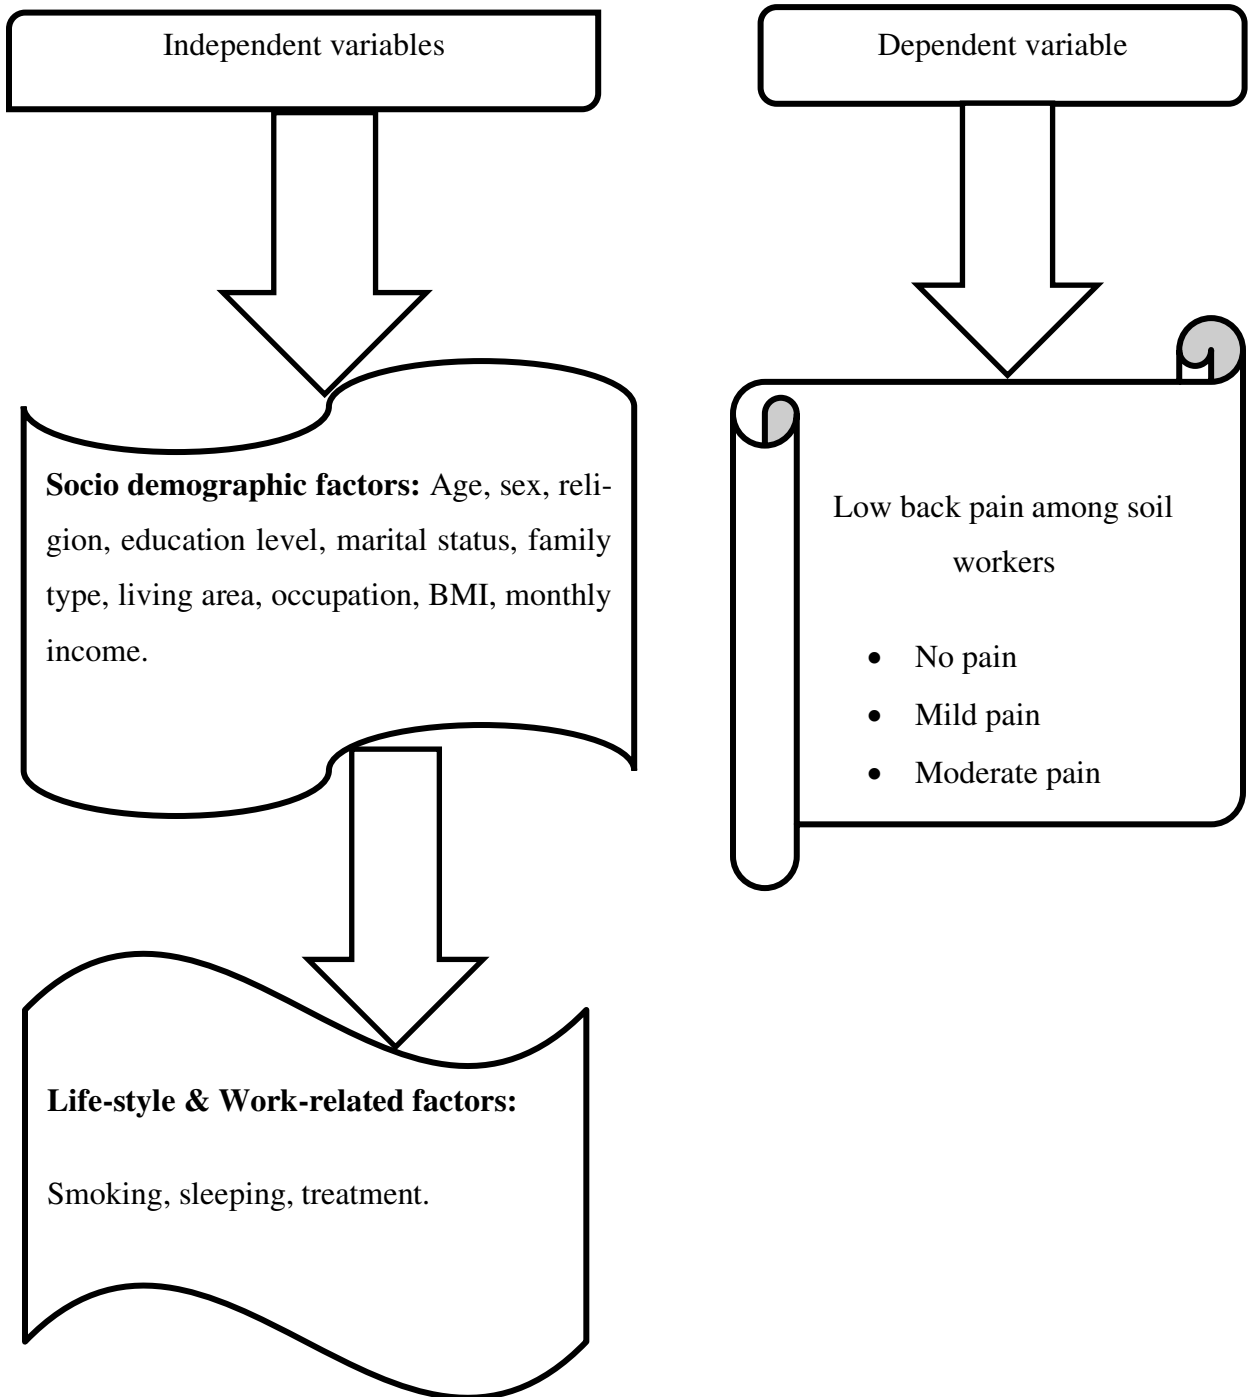 Independent variables
Dependent variable
Socio demographic factors: Age, sex, reli-
gion, education level, marital status, family
type, living area, occupation, BMI, monthly
income.
Low back pain among soil
workers
• No pain
• Mild pain
• Moderate pain
Life-style & Work-related factors:
Smoking, sleeping, treatment.